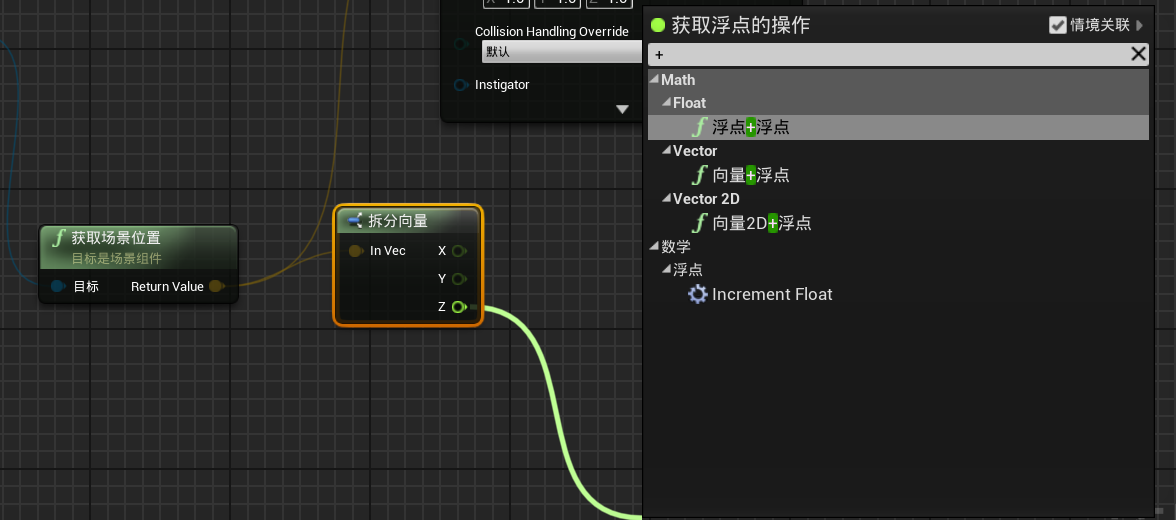 Collision Handling Override
默认
Instigator
获取场景位置
目标是场景组件
目标
Return Value
拆分向量
In Vec
X
Y
Z
获取浮点的操作
情境关联
+
Math
Float
浮点+浮点
Vector
向量+浮点
Vector 2D
向量2D+浮点
数学
浮点
Increment Float